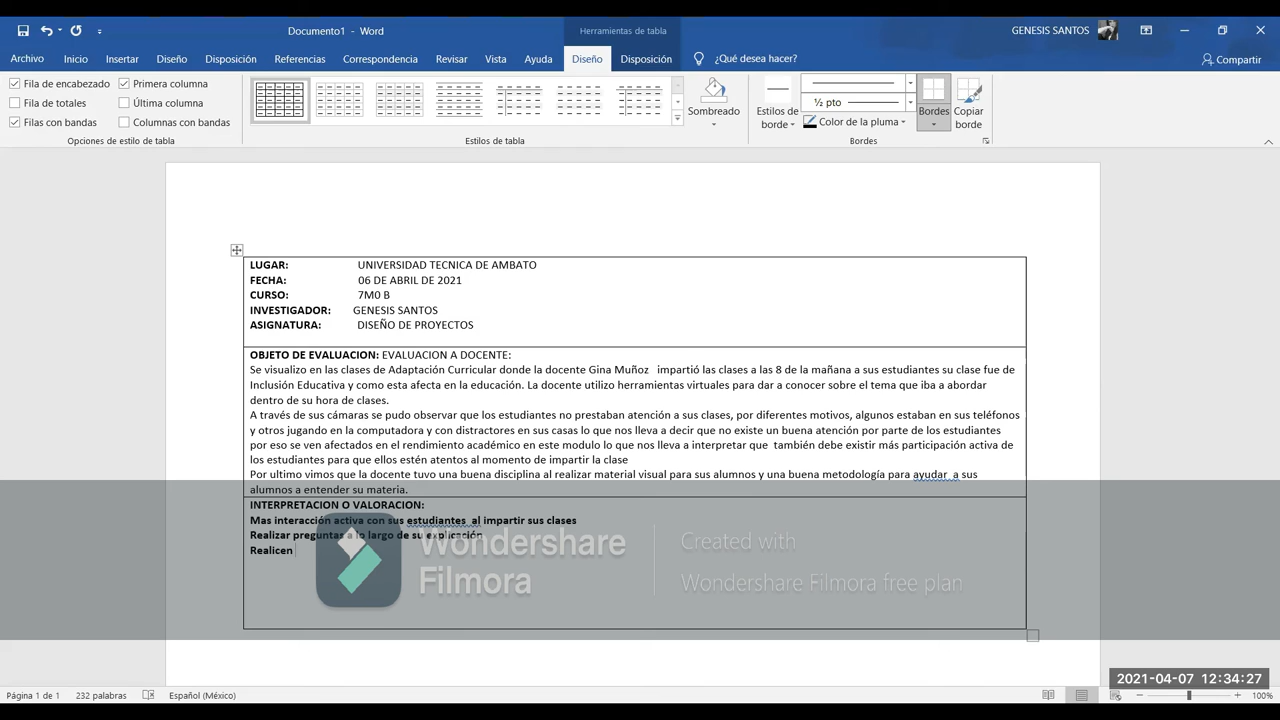 Documento1 - Word
Herramientas de tabla
GENESIS SANTOS
Archivo Inicio Insertar Diseño Disposición Referencias Correspondencia Revisar Vista Ayuda Diseño Disposición ¿Qué desea hacer? Compartir
Fila de encabezado Primera columna
Fila de totales Última columna
Filas con bandas Columnas con bandas
Opciones de estilo de tabla
Estilos de tabla
Sombreado
Estilos de borde
½ pto
Color de la pluma
Bordes
Copiar borde
Bordes
LUGAR: UNIVERSIDAD TECNICA DE AMBATO
FECHA: 06 DE ABRIL DE 2021
CURSO: 7M0 B
INVESTIGADOR: GENESIS SANTOS
ASIGNATURA: DISEÑO DE PROYECTOS
OBJETO DE EVALUACION: EVALUACION A DOCENTE:
Se visualizo en las clases de Adaptación Curricular donde la docente Gina Muñoz impartió las clases a las 8 de la mañana a sus estudiantes su clase fue de
Inclusión Educativa y como esta afecta en la educación. La docente utilizo herramientas virtuales para dar a conocer sobre el tema que iba a abordar
dentro de su hora de clases.
A través de sus cámaras se pudo observar que los estudiantes no prestaban atención a sus clases, por diferentes motivos, algunos estaban en sus teléfonos
y otros jugando en la computadora y con distractores en sus casas lo que nos lleva a decir que no existe un buena atención por parte de los estudiantes
por eso se ven afectados en el rendimiento académico en este modulo lo que nos lleva a interpretar que también debe existir más participación activa de
los estudiantes para que ellos estén atentos al momento de impartir la clase
Por ultimo vimos que la docente tuvo una buena disciplina al realizar material visual para sus alumnos y una buena metodología para ayudar a sus
alumnos a entender su materia.
INTERPRETACION O VALORACION:
Mas interacción activa con sus estudiantes al impartir sus clases
Realizar preguntas a lo largo de su explicación
Realicen
Wondershare
Filmora
Created with
Wondershare Filmora free plan
2021-04-07 12:34:27
Página 1 de 1 232 palabras Español (México) 100%